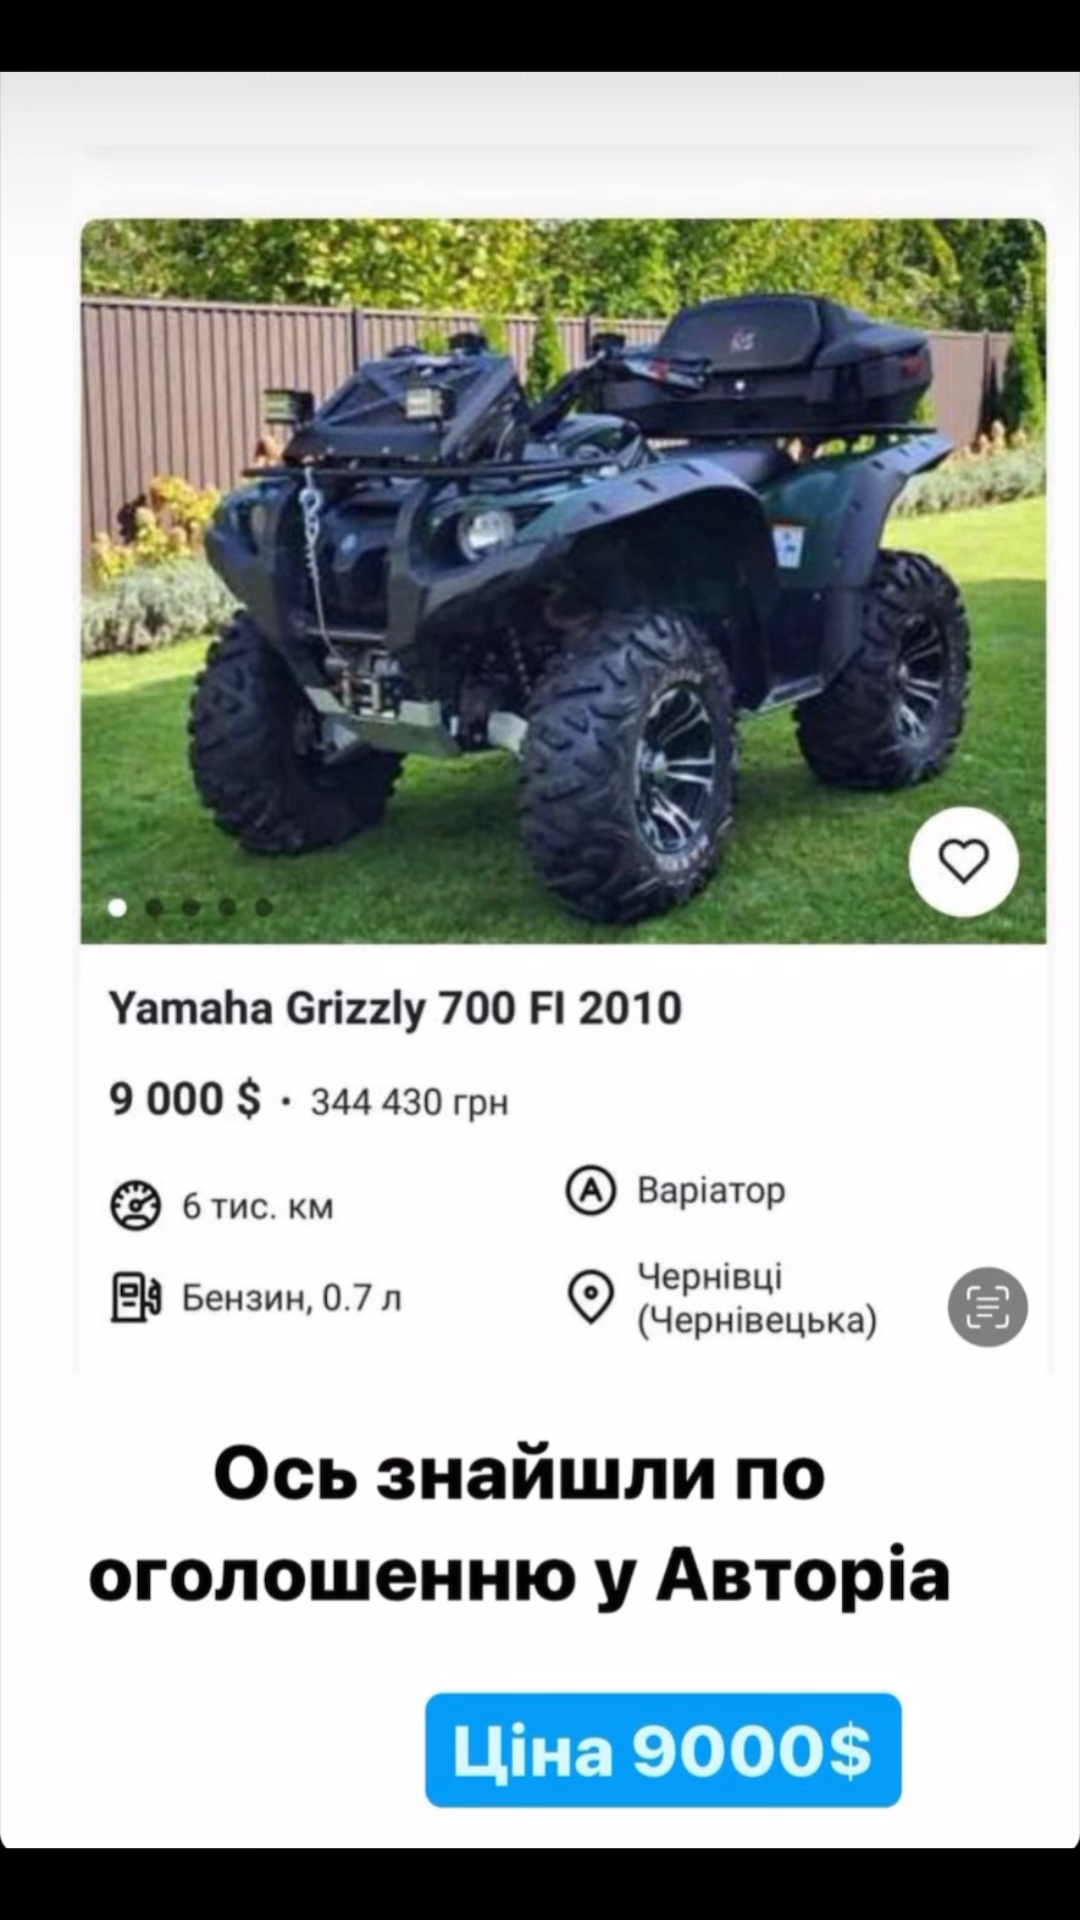 Yamaha Grizzly 700 FI 2010
9 000 $ · 344 430 грн
6 тис. км
Варіатор
Бензин, 0.7 л
Чернівці
(Чернівецька)
Ось знайшли по
оголошенню у Авторіа
Ціна 9000$